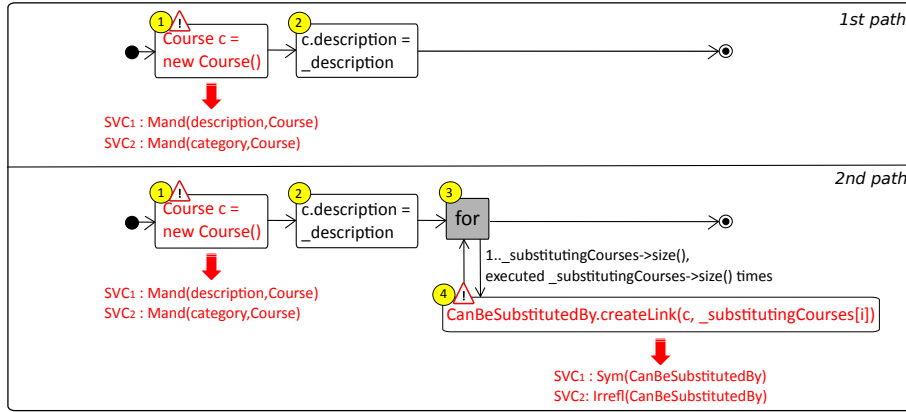 1st path
1
!
2
Course c =
new Course()
c.description =
_description
SVC1 : Mand(description,Course)
SVC2 : Mand(category,Course)
2nd path
1
!
2
3
Course c =
new Course()
c.description =
_description
for
1.._substitutingCourses->size(),
executed _substitutingCourses->size() times
SVC1 : Mand(description,Course)
SVC2 : Mand(category,Course)
4
!
CanBeSubstitutedBy.createLink(c, _substitutingCourses[i])
SVC1 : Sym(CanBeSubstitutedBy)
SVC2: Irrefl(CanBeSubstitutedBy)